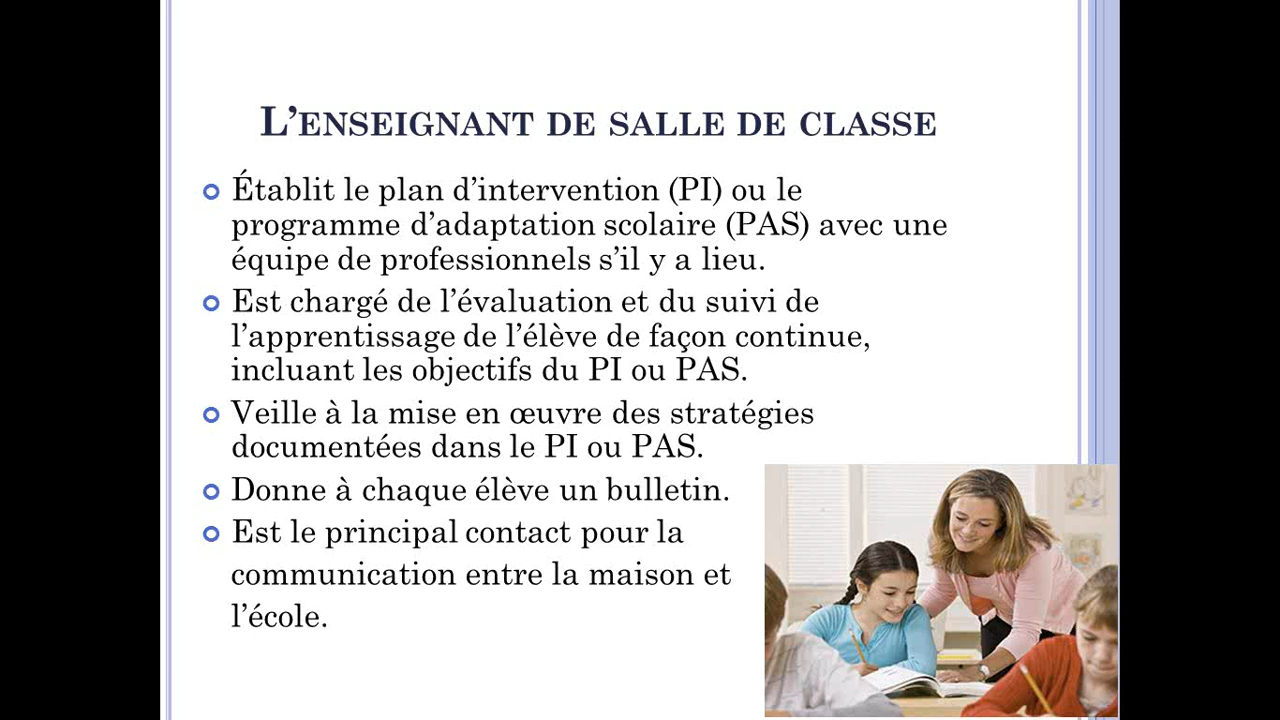 L’ENSEIGNANT DE SALLE DE CLASSE
Établit le plan d’intervention (PI) ou le
programme d’adaptation scolaire (PAS) avec une
équipe de professionnels s’il y a lieu.
Est chargé de l’évaluation et du suivi de
l’apprentissage de l’élève de façon continue,
incluant les objectifs du PI ou PAS.
Veille à la mise en œuvre des stratégies
documentées dans le PI ou PAS.
Donne à chaque élève un bulletin.
Est le principal contact pour la
communication entre la maison et
l’école.